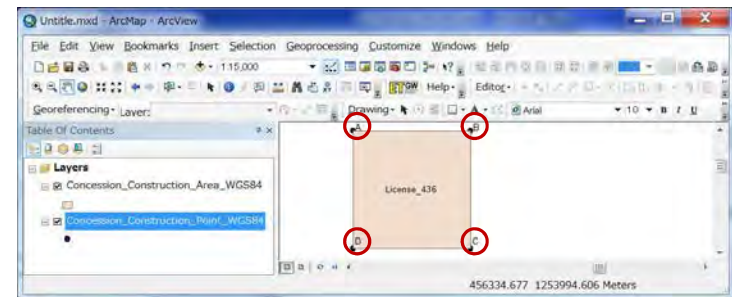 Untitle.mxd - ArcMap - ArcView
File Edit View Bookmarks Insert Selection Geoprocessing Customize Windows Help
1:15,000
GW Help Editor
Georeferencing Layer: Drawing A Arial 10 B I U
Table Of Contents
Layers
Concession_Construction_Area_WGS84
Concession_Construction_Point_WGS84
A B
License_436
D C
456334.677 1253994.606 Meters